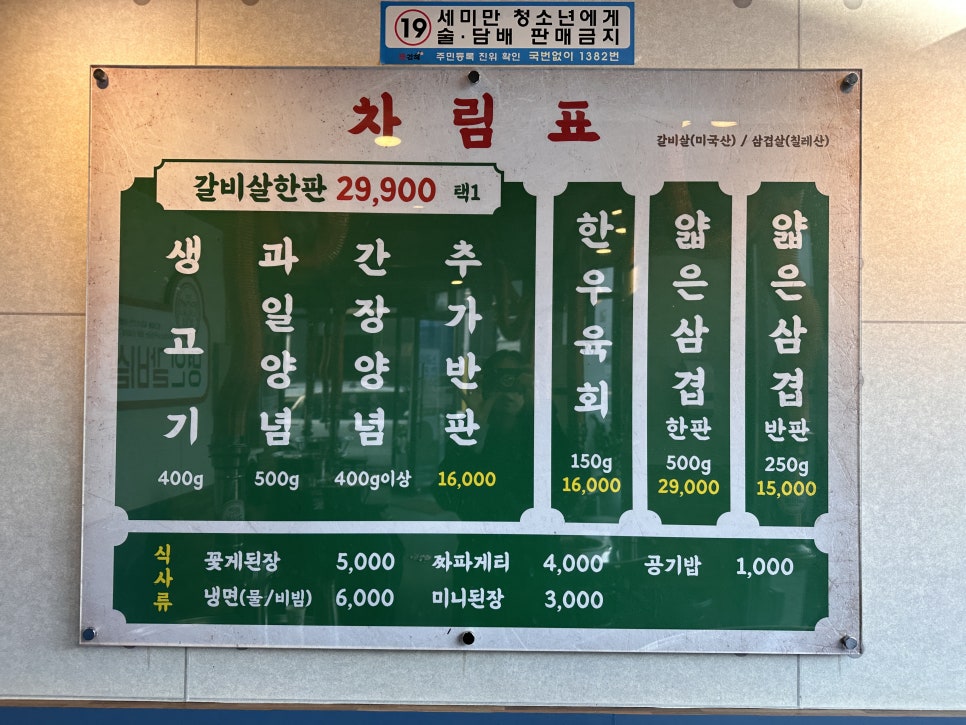 19 세미만 청소년에게
술·담배 판매금지
주민등록 진위 확인 국번없이 1382번
차림표
갈비살(미국산) / 삼겹살(칠레산)
갈비살한판 29,900 택1
생고기
400g
과일양념
500g
간장양념
400g이상
추가반판
16,000
한우육회
150g
16,000
얇은삼겹
한판
500g
29,000
얇은삼겹
반판
250g
15,000
식사류
꽃게된장 5,000
짜파게티 4,000
공기밥 1,000
냉면(물/비빔) 6,000
미니된장 3,000